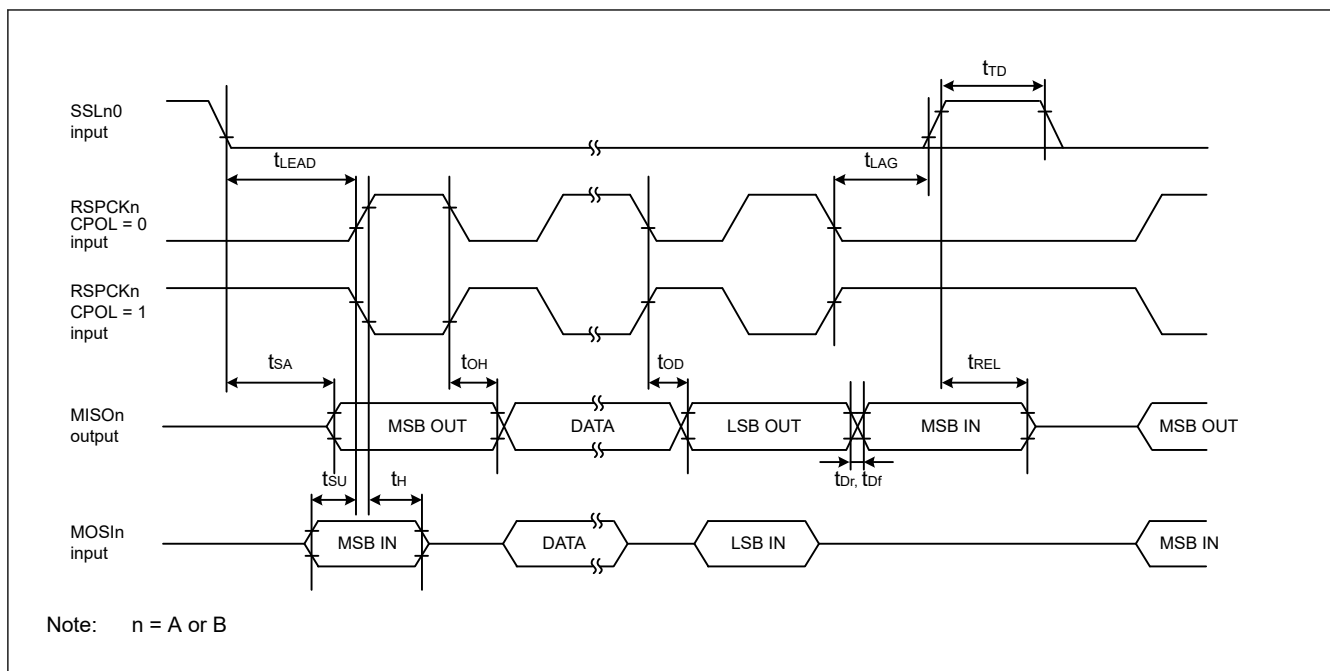 tTD
SSLn0
input
tLEAD
tLAG
RSPCKn
CPOL = 0
input
RSPCKn
CPOL = 1
input
tSA
tOH
tOD
tREL
MISOn
output
MSB OUT
DATA
LSB OUT
MSB IN
MSB OUT
tSU
tH
tDr, tDf
MOSIn
input
MSB IN
DATA
LSB IN
MSB IN
Note: n = A or B